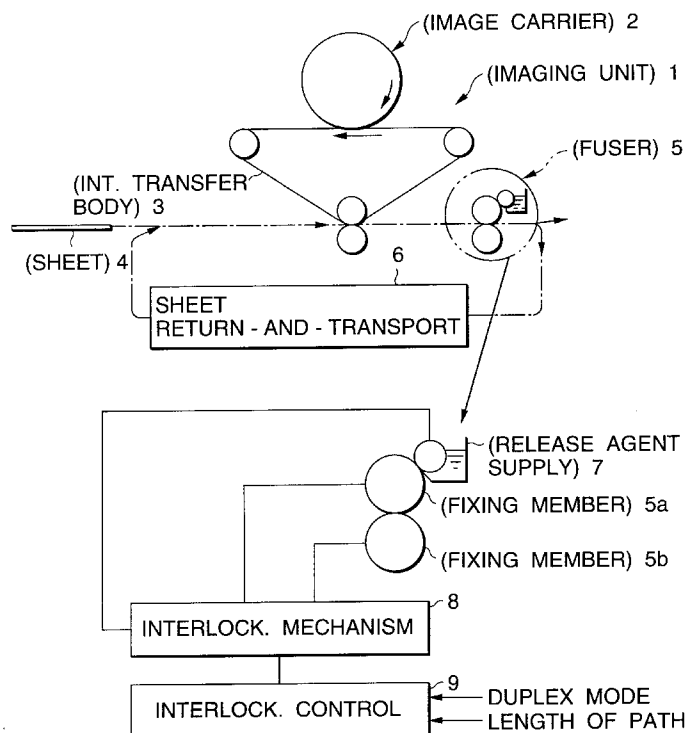 (IMAGE CARRIER) 2
(IMAGING UNIT) 1
(FUSER) 5
(INT. TRANSFER
BODY) 3
(SHEET) 4
6
SHEET
RETURN - AND - TRANSPORT
(RELEASE AGENT
SUPPLY) 7
(FIXING MEMBER) 5a
(FIXING MEMBER) 5b
8
INTERLOCK. MECHANISM
9
INTERLOCK. CONTROL
DUPLEX MODE
LENGTH OF PATH